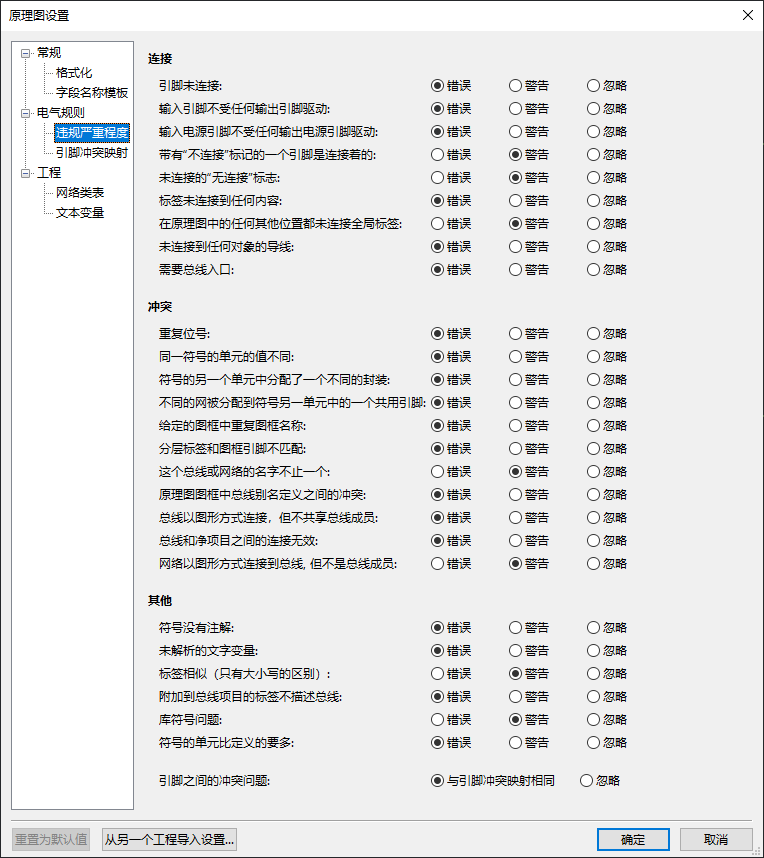 原理图设置
常规
格式化
字段名称模板
电气规则
违规严重程度
引脚冲突映射
工程
网络类表
文本变量
连接
引脚未连接: 错误 警告 忽略
输入引脚不受任何输出引脚驱动: 错误 警告 忽略
输入电源引脚不受任何输出电源引脚驱动: 错误 警告 忽略
带有“不连接”标记的一个引脚是连接着的: 错误 警告 忽略
未连接的“无连接”标志: 错误 警告 忽略
标签未连接到任何内容: 错误 警告 忽略
在原理图中的任何其他位置都未连接全局标签: 错误 警告 忽略
未连接到任何对象的导线: 错误 警告 忽略
需要总线入口: 错误 警告 忽略
冲突
重复位号: 错误 警告 忽略
同一符号的单元的值不同: 错误 警告 忽略
符号的另一个单元中分配了一个不同的封装: 错误 警告 忽略
不同的网被分配到符号另一单元中的一个共用引脚: 错误 警告 忽略
给定的图框中重复图框名称: 错误 警告 忽略
分层标签和图框引脚不匹配: 错误 警告 忽略
这个总线或网络的名字不止一个: 错误 警告 忽略
原理图图框中总线别名定义之间的冲突: 错误 警告 忽略
总线以图形方式连接，但不共享总线成员: 错误 警告 忽略
总线和净项目之间的连接无效: 错误 警告 忽略
网络以图形方式连接到总线, 但不是总线成员: 错误 警告 忽略
其他
符号没有注解: 错误 警告 忽略
未解析的文字变量: 错误 警告 忽略
标签相似（只有大小写的区别）: 错误 警告 忽略
附加到总线项目的标签不描述总线: 错误 警告 忽略
库符号问题: 错误 警告 忽略
符号的单元比定义的要多: 错误 警告 忽略
引脚之间的冲突问题: 与引脚冲突映射相同 忽略
重置为默认值 从另一个工程导入设置... 确定 取消